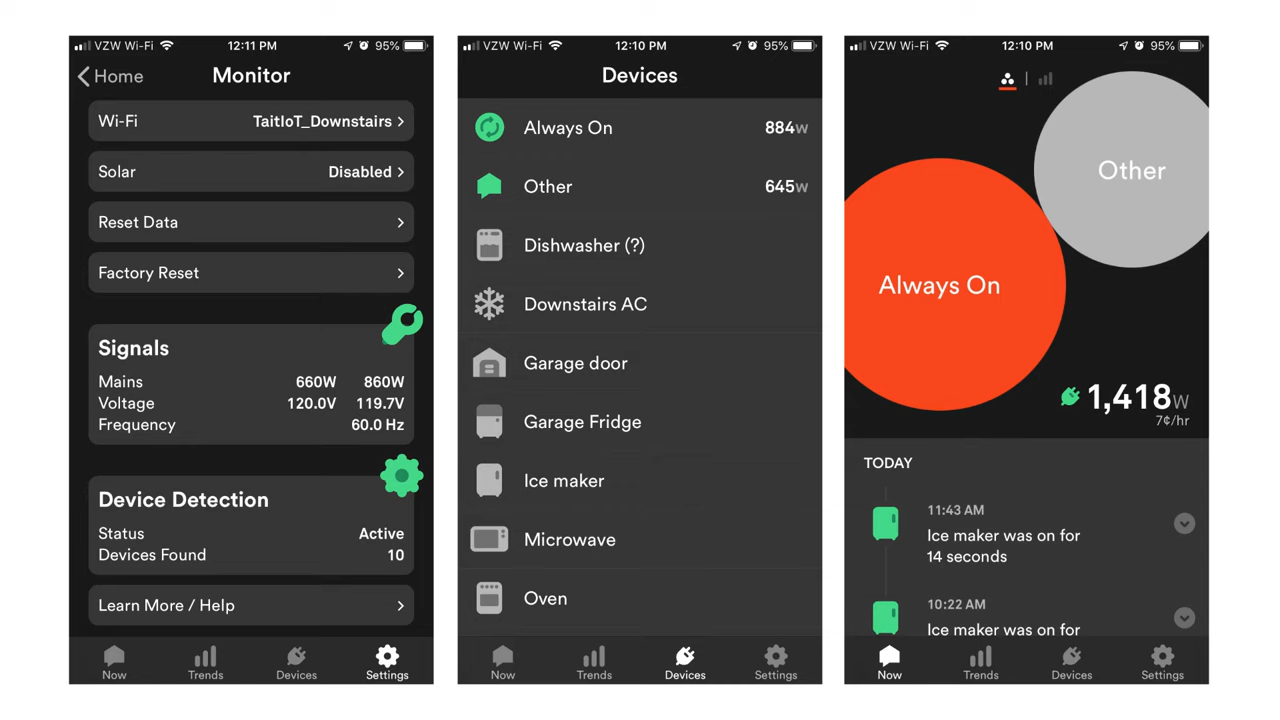 VZW Wi-Fi 12:11 PM 95%
Home Monitor
Wi-Fi TaitIoT_Downstairs
Solar Disabled
Reset Data
Factory Reset
Signals
Mains 660W 860W
Voltage 120.0V 119.7V
Frequency 60.0 Hz
Device Detection
Status Active
Devices Found 10
Learn More / Help
Now Trends Devices Settings
VZW Wi-Fi 12:10 PM 95%
Devices
Always On 884w
Other 645w
Dishwasher (?)
Downstairs AC
Garage door
Garage Fridge
Ice maker
Microwave
Oven
Now Trends Devices Settings
VZW Wi-Fi 12:10 PM 95%
Other
Always On
1,418w
7¢/hr
TODAY
11:43 AM
Ice maker was on for
14 seconds
10:22 AM
Ice maker was on for
Now Trends Devices Settings